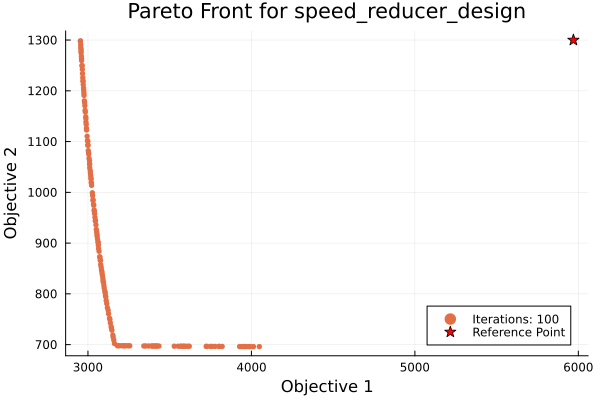 Pareto Front for speed_reducer_design
Objective 2
1300
1200
1100
1000
900
800
700
3000
4000
5000
6000
Objective 1
Iterations: 100
Reference Point